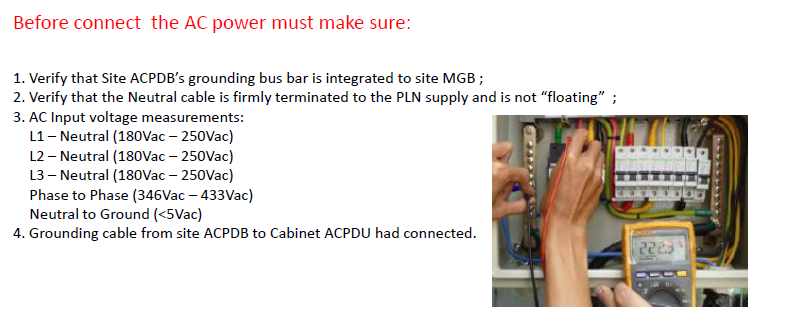 Before connect the AC power must make sure:
1. Verify that Site ACPDB’s grounding bus bar is integrated to site MGB ;
2. Verify that the Neutral cable is firmly terminated to the PLN supply and is not “floating” ;
3. AC Input voltage measurements:
L1 – Neutral (180Vac – 250Vac)
L2 – Neutral (180Vac – 250Vac)
L3 – Neutral (180Vac – 250Vac)
Phase to Phase (346Vac – 433Vac)
Neutral to Ground (<5Vac)
4. Grounding cable from site ACPDB to Cabinet ACPDU had connected.